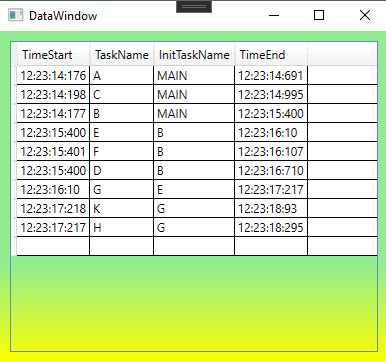 DataWindow
TimeStart TaskName InitTaskName TimeEnd
12:23:14:176 A MAIN 12:23:14:691
12:23:14:198 C MAIN 12:23:14:995
12:23:14:177 B MAIN 12:23:15:400
12:23:15:400 E B 12:23:16:10
12:23:15:401 F B 12:23:16:107
12:23:15:400 D B 12:23:16:710
12:23:16:10 G E 12:23:17:217
12:23:17:218 K G 12:23:18:93
12:23:17:217 H G 12:23:18:295